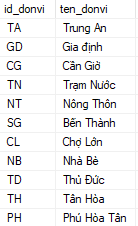 id_donvi ten_donvi
TA Trung An
GD Gia định
CG Cần Giờ
TN Trạm Nước
NT Nông Thôn
SG Bến Thành
CL Chợ Lớn
NB Nhà Bè
TD Thủ Đức
TH Tân Hòa
PH Phú Hòa Tân